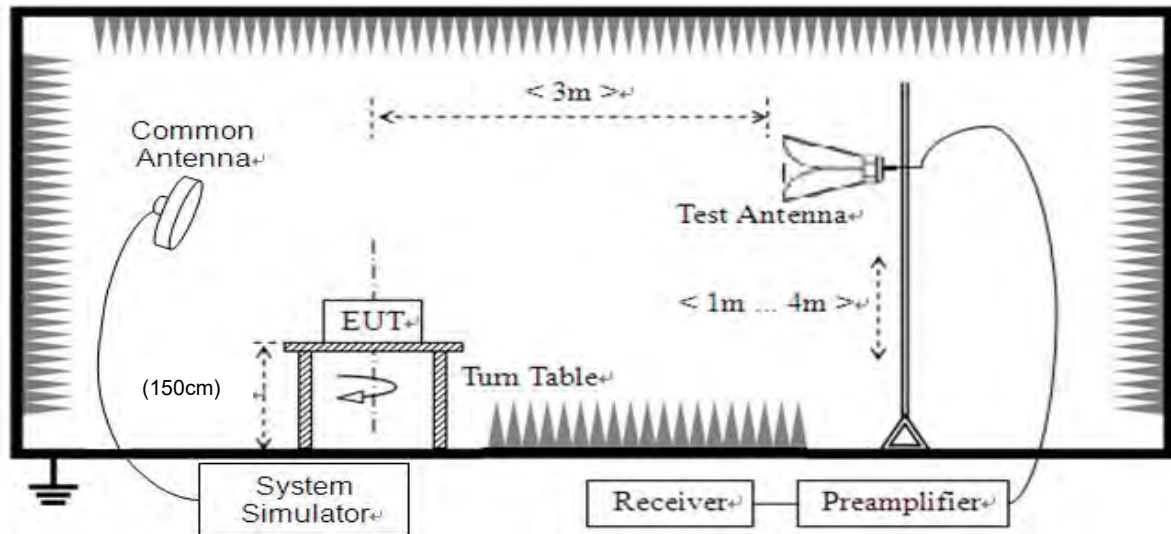 < 3m >
Common
Antenna
Test Antenna
< 1m ... 4m >
EUT
(150cm)
Turn Table
System
Simulator
Receiver
Preamplifier